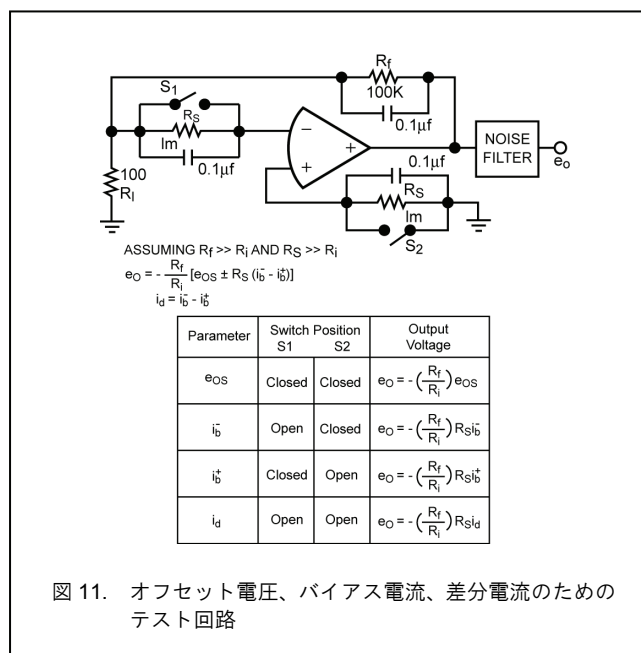 Rf
100K
0.1µf
S1
RS
Im
0.1µf
100
RI
−
+
+
0.1µf
RS
Im
S2
NOISE
FILTER
eo
ASSUMING Rf >> Ri AND RS >> Ri
eO = - Rf/Ri [eOS ± RS (ib- - ib+)]
id = ib- - ib+
Parameter Switch Position Output
S1 S2 Voltage
eOS Closed Closed eO = -(Rf/Ri) eOS
ib- Open Closed eO = -(Rf/Ri) RSib-
ib+ Closed Open eO = -(Rf/Ri) RSib+
id Open Open eO = -(Rf/Ri) RSid
図 11. オフセット電圧、バイアス電流、差分電流のための
テスト回路